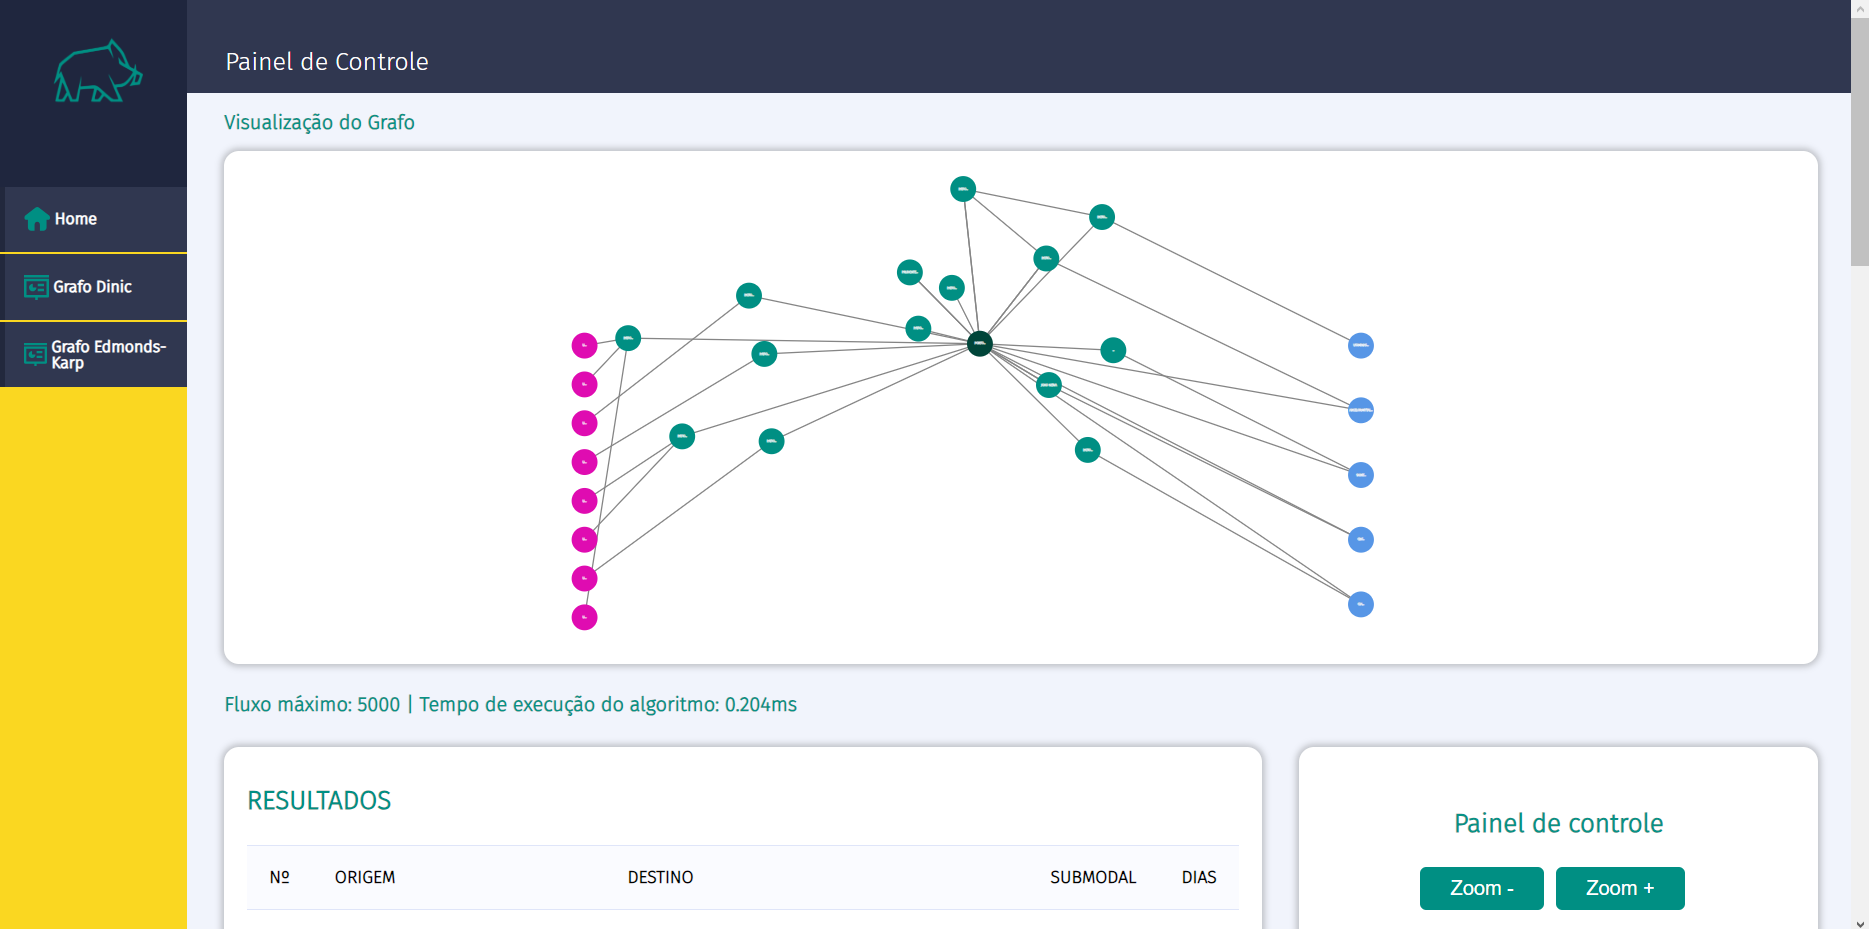 Painel de Controle
Visualização do Grafo
Home
Grafo Dinic
Grafo Edmonds-
Karp
Fluxo máximo: 5000 | Tempo de execução do algoritmo: 0.204ms
RESULTADOS
Nº ORIGEM DESTINO SUBMODAL DIAS
Painel de controle
Zoom - Zoom +